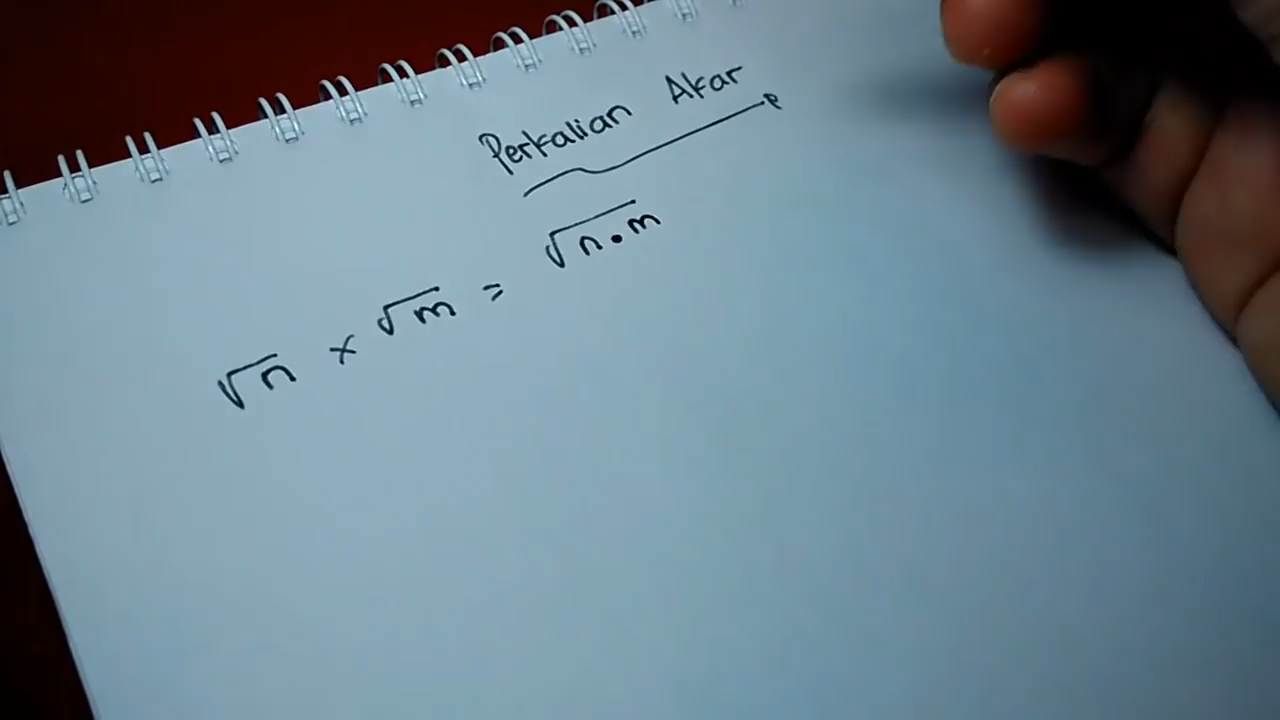 Perkalian Akar
√n × √m = √n•m